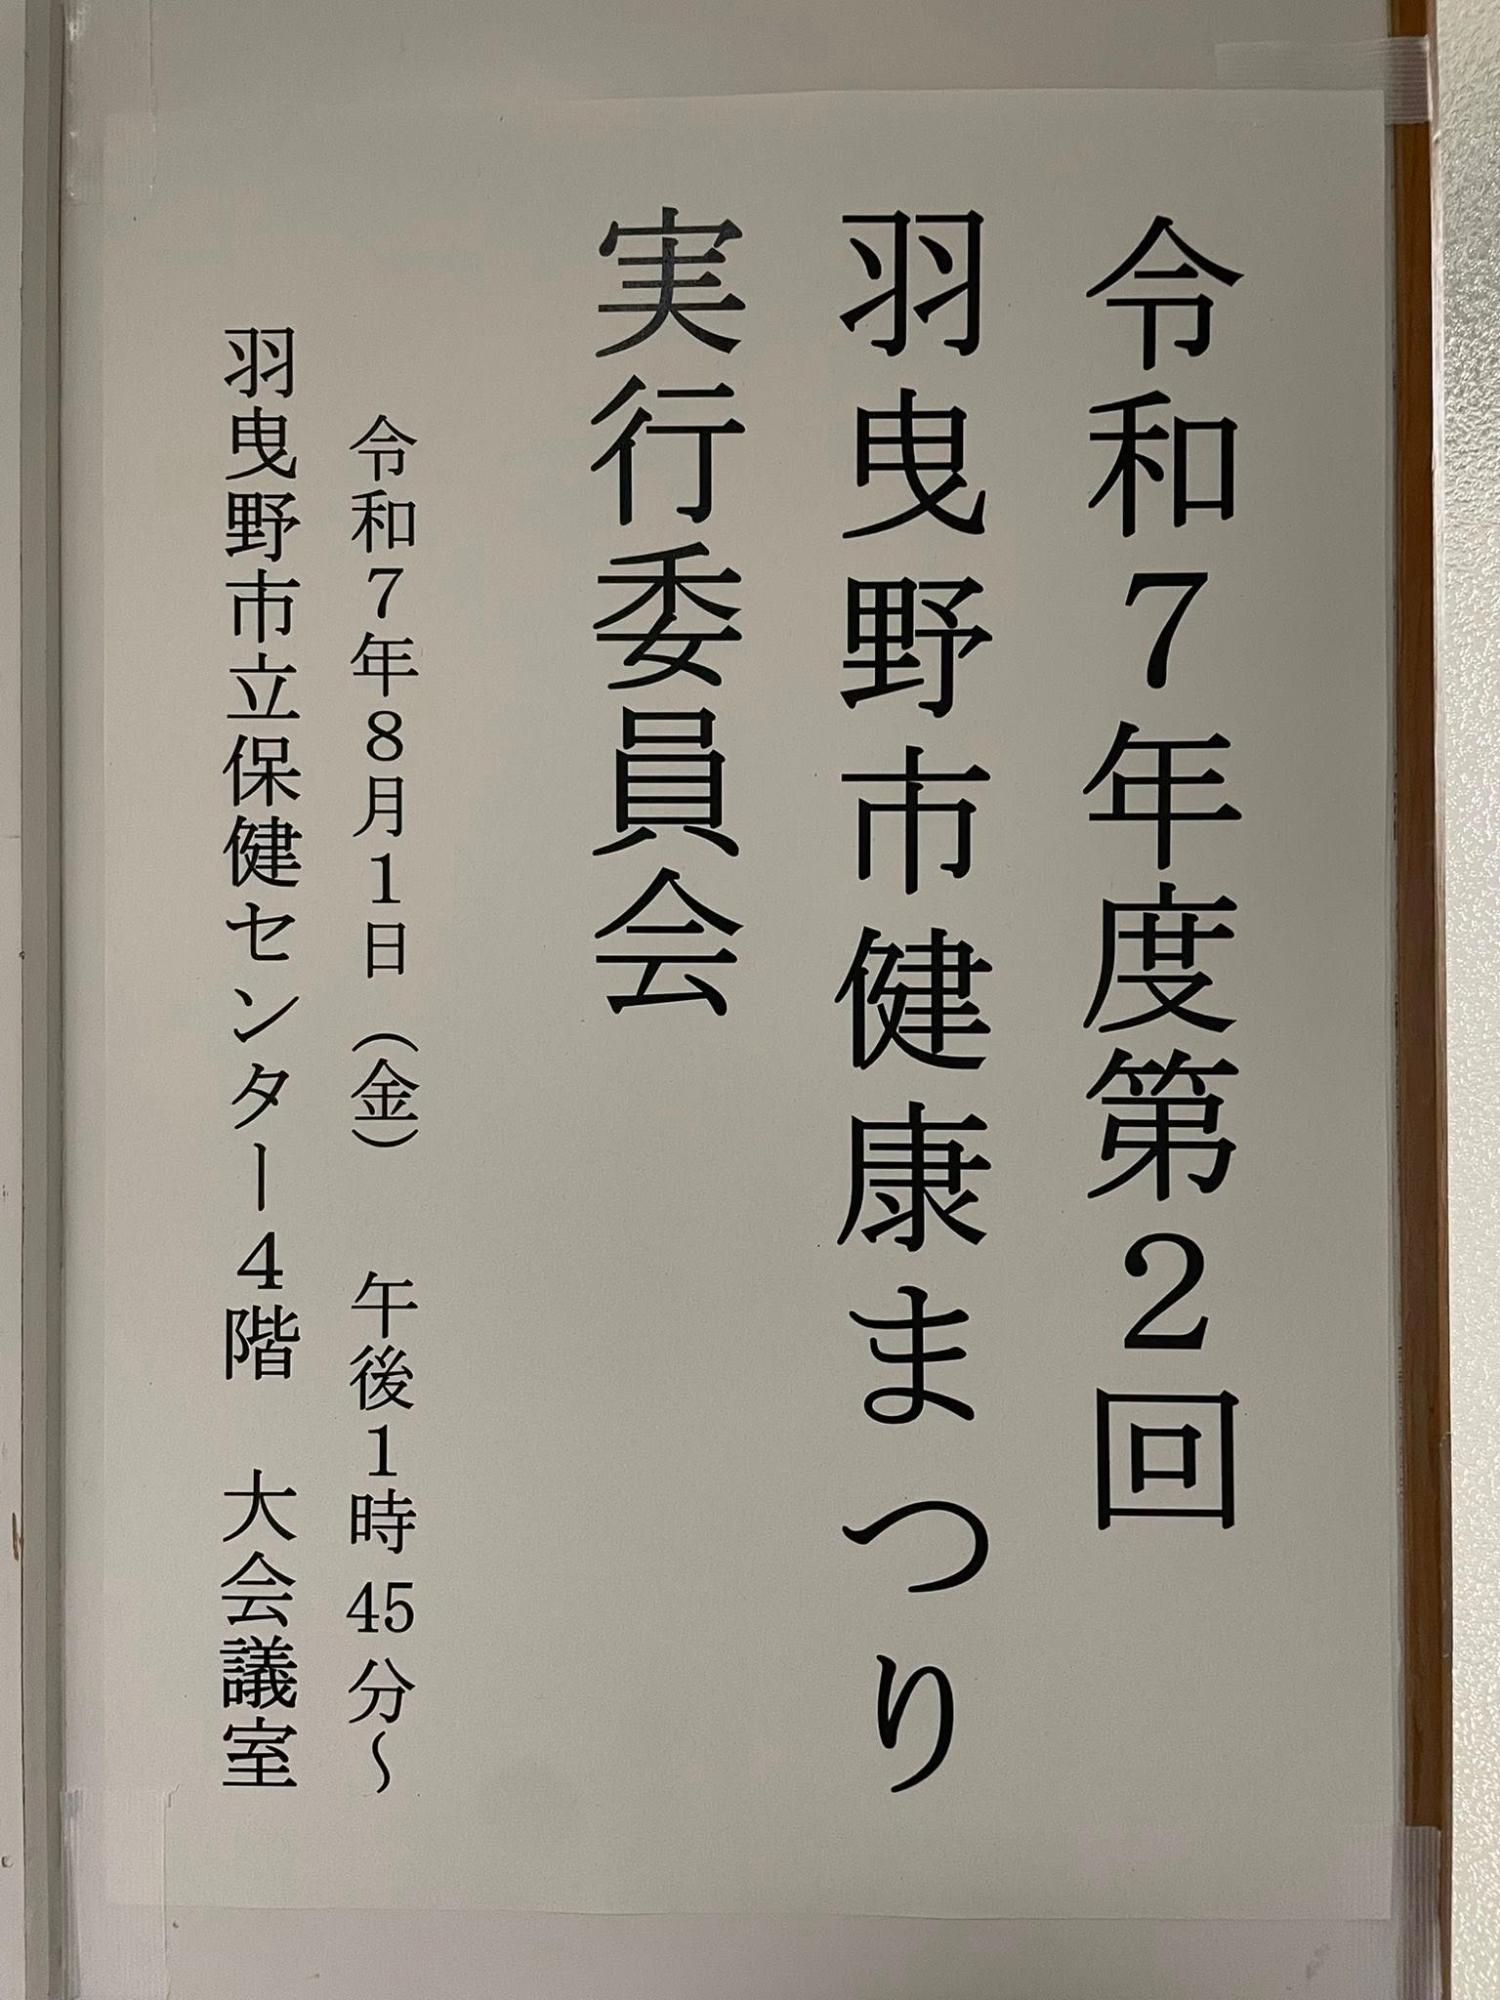 令和７年度第２回
羽曳野市健康まつり
実行委員会
令和７年８月１日（金）　午後１時45分～
羽曳野市立保健センター４階　大会議室